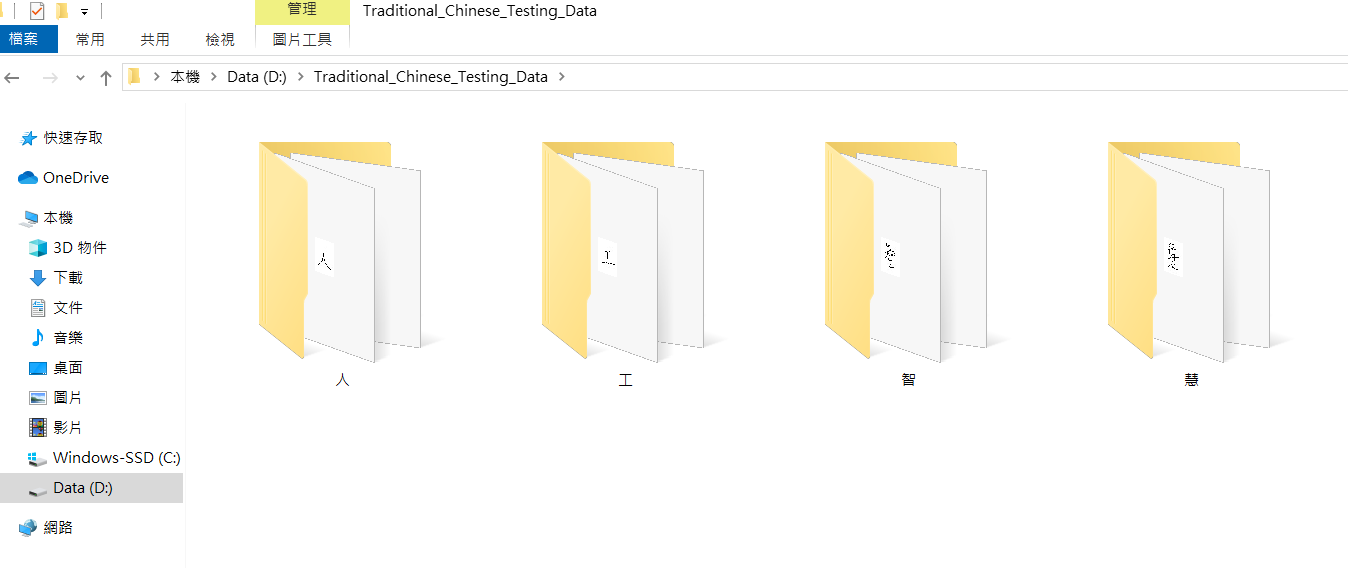 管理
Traditional_Chinese_Testing_Data
檔案
常用
共用
檢視
圖片工具
本機
Data (D:)
Traditional_Chinese_Testing_Data
快速存取
OneDrive
本機
3D 物件
下載
文件
音樂
桌面
圖片
影片
Windows-SSD (C:)
Data (D:)
網路
人
工
人
工
智
慧